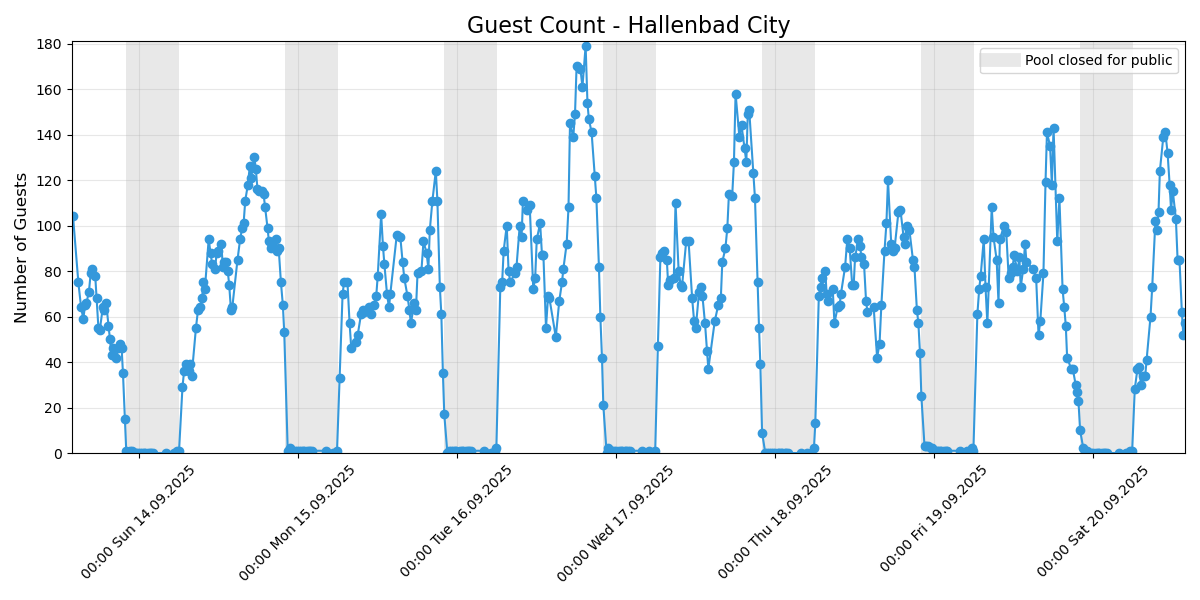 Guest Count - Hallenbad City
Pool closed for public
Number of Guests
180
160
140
120
100
80
60
40
20
0
00:00 Sun 14.09.2025
00:00 Mon 15.09.2025
00:00 Tue 16.09.2025
00:00 Wed 17.09.2025
00:00 Thu 18.09.2025
00:00 Fri 19.09.2025
00:00 Sat 20.09.2025